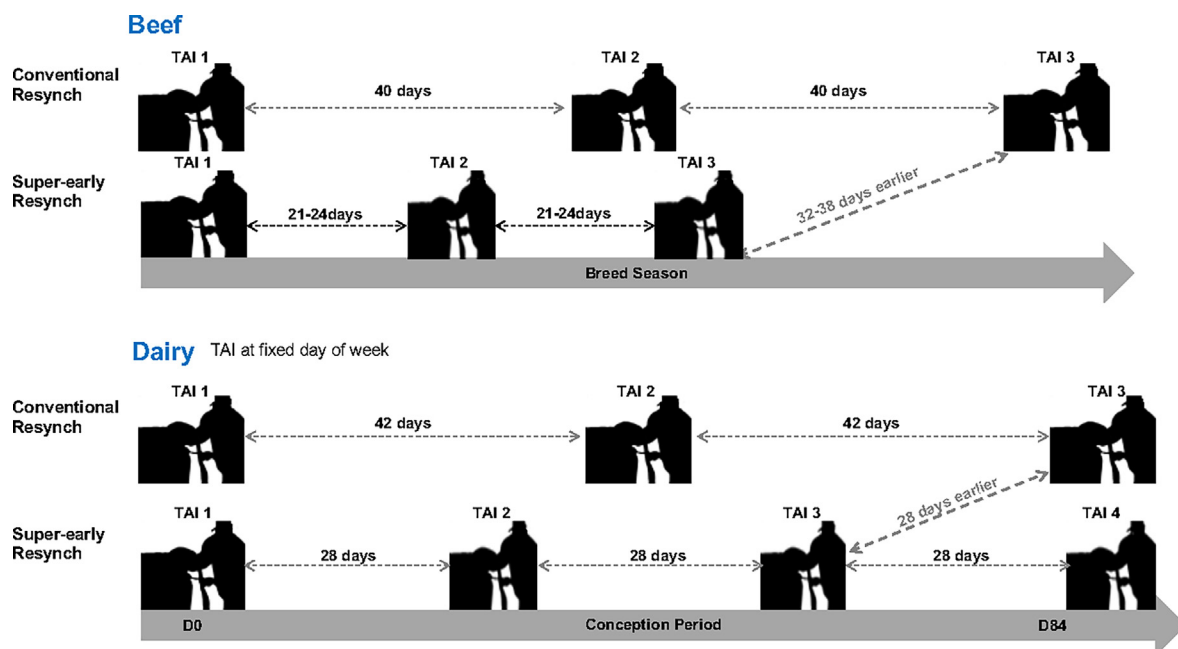 Beef
TAI 1
TAI 2
TAI 3
Conventional
Resynch
40 days
40 days
TAI 1
TAI 2
TAI 3
Super-early
Resynch
21-24days
21-24days
32-38 days earlier
Breed Season
Dairy TAI at fixed day of week
TAI 1
TAI 2
TAI 3
Conventional
Resynch
42 days
42 days
28 days earlier
TAI 1
TAI 2
TAI 3
TAI 4
Super-early
Resynch
28 days
28 days
28 days
D0
Conception Period
D84